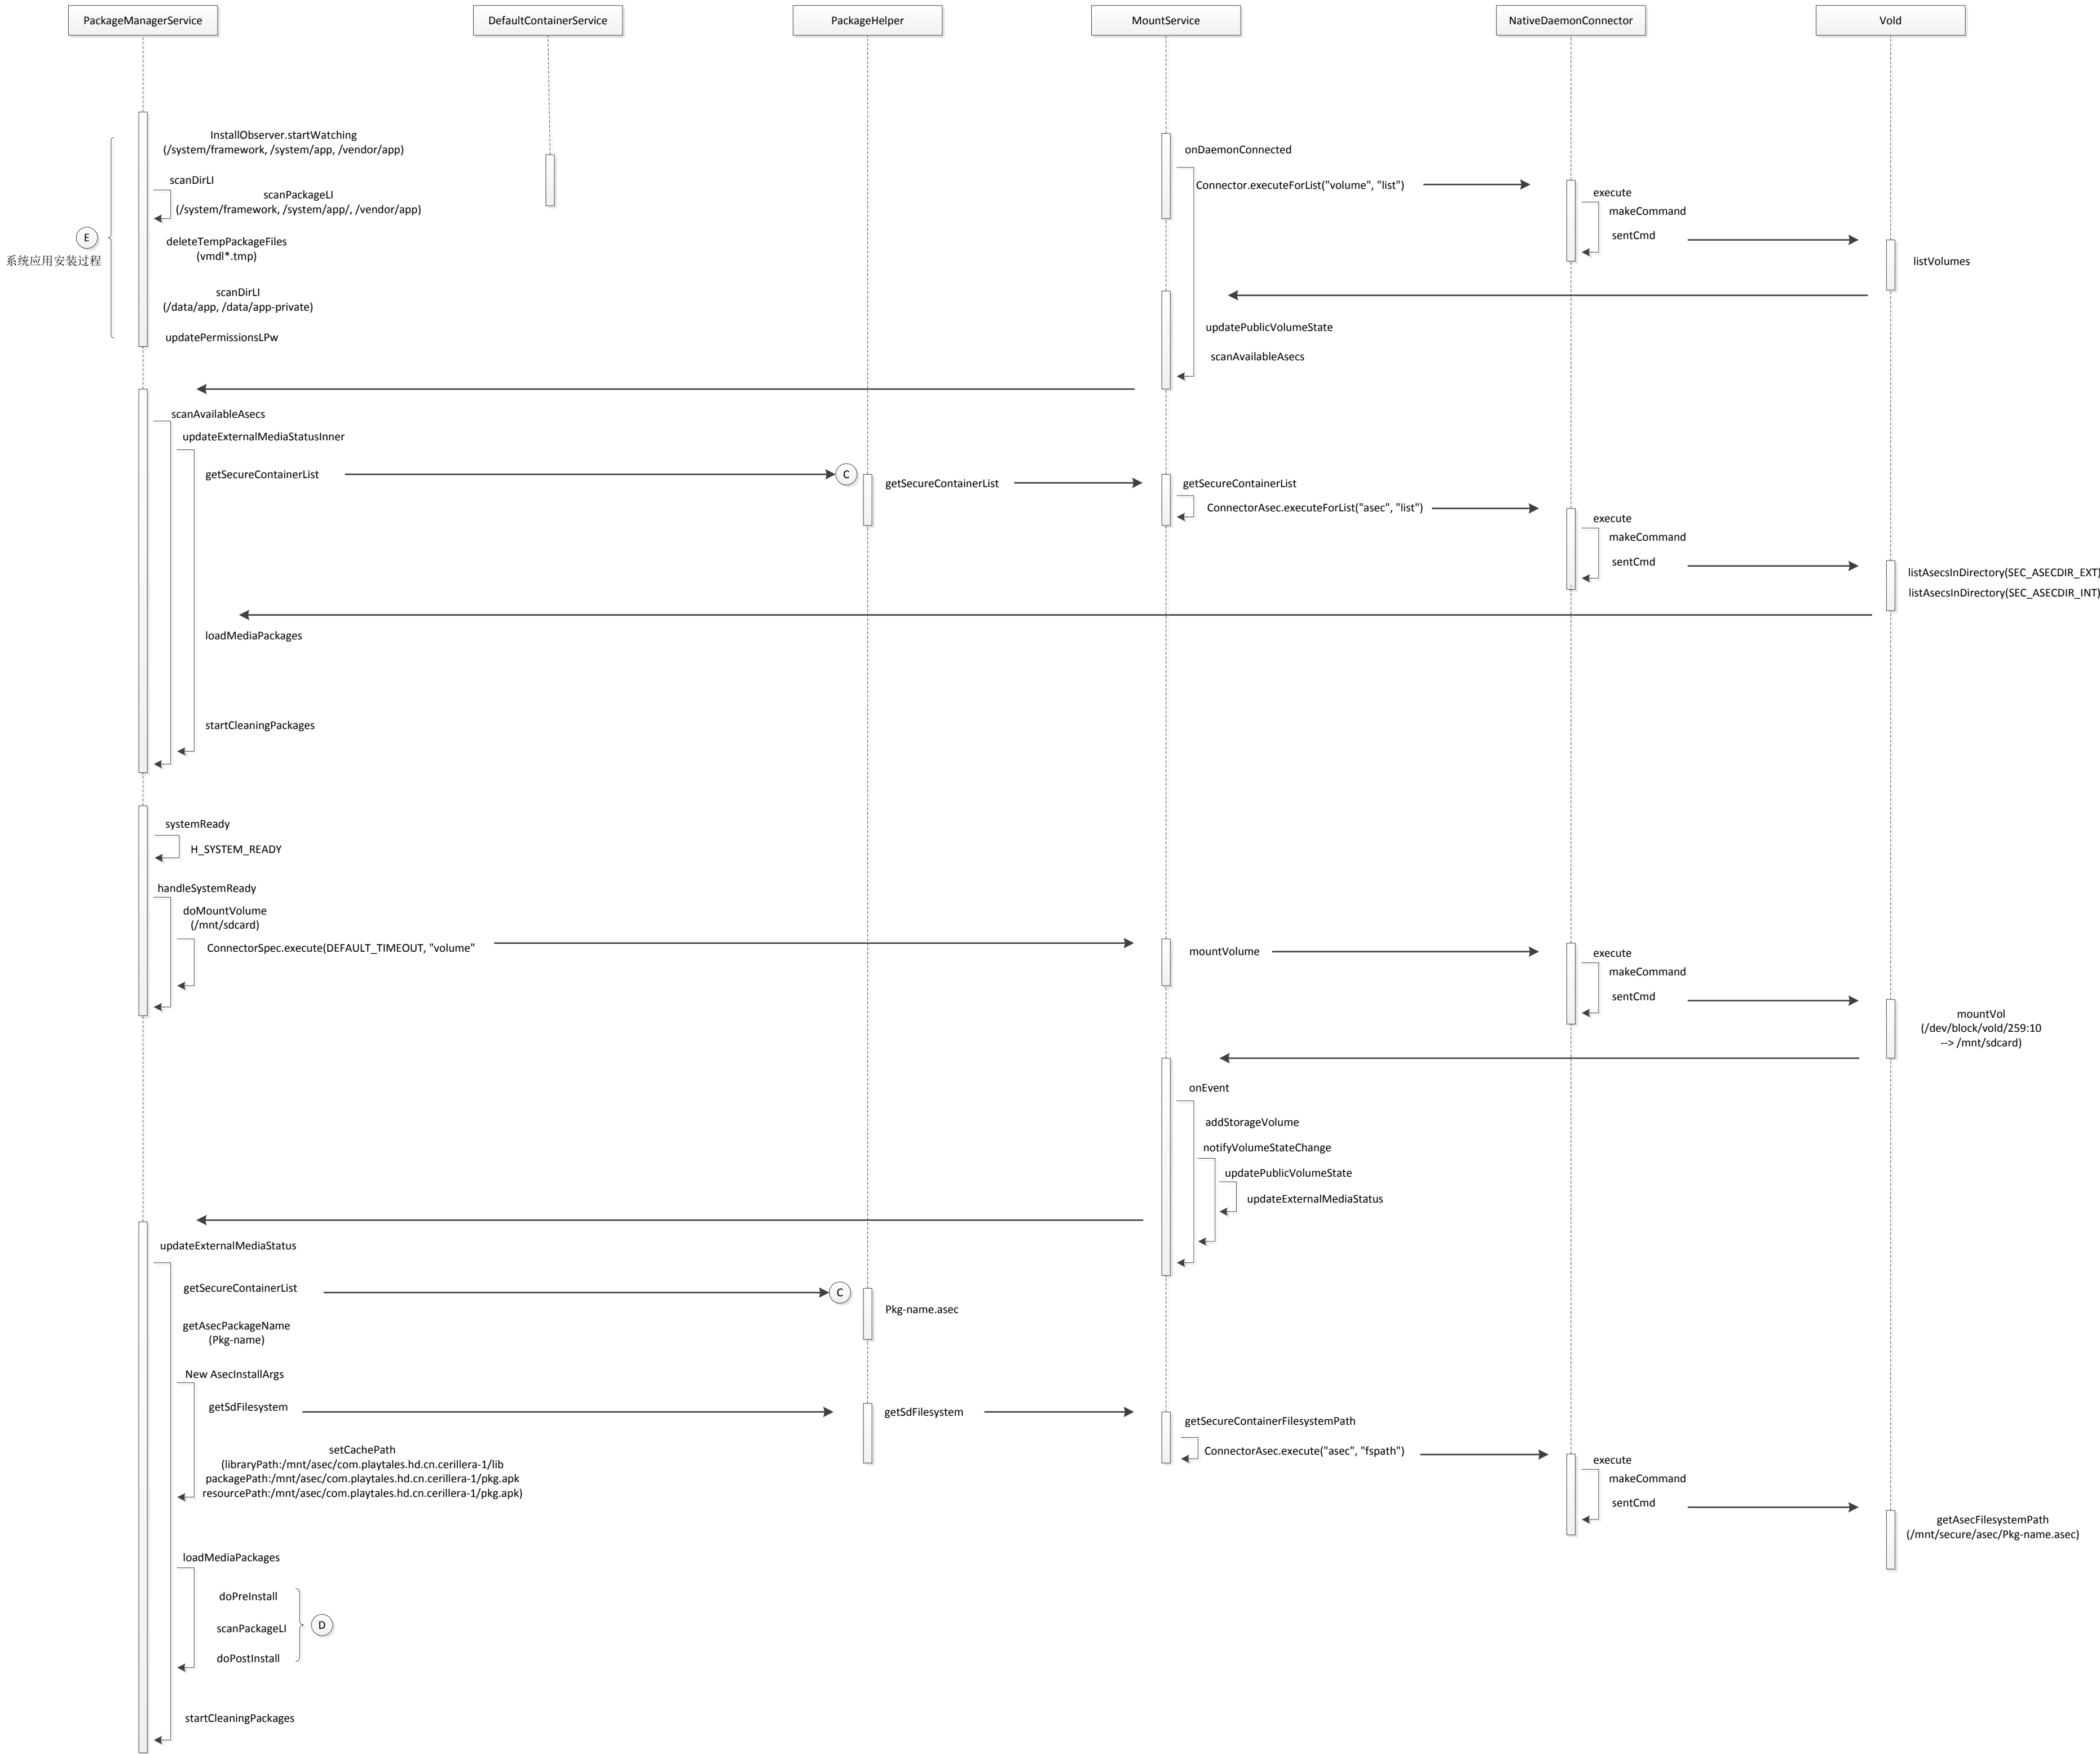 PackageManagerService
DefaultContainerService
PackageHelper
MountService
NativeDaemonConnector
Vold
InstallObserver.startWatching
(/system/framework, /system/app, /vendor/app)
scanDirLI
scanPackageLI
(/system/framework, /system/app/, /vendor/app)
E
系统应用安装过程
deleteTempPackageFiles
(vmdl*.tmp)
scanDirLI
(/data/app, /data/app-private)
updatePermissionsLPw
onDaemonConnected
Connector.executeForList("volume", "list")
execute
makeCommand
sentCmd
listVolumes
updatePublicVolumeState
scanAvailableAsecs
scanAvailableAsecs
updateExternalMediaStatusInner
getSecureContainerList
C
getSecureContainerList
getSecureContainerList
ConnectorAsec.executeForList("asec", "list")
execute
makeCommand
sentCmd
listAsecsInDirectory(SEC_ASECDIR_EXT)
listAsecsInDirectory(SEC_ASECDIR_INT)
loadMediaPackages
startCleaningPackages
systemReady
H_SYSTEM_READY
handleSystemReady
doMountVolume
(/mnt/sdcard)
ConnectorSpec.execute(DEFAULT_TIMEOUT, "volume"
mountVolume
execute
makeCommand
sentCmd
mountVol
(/dev/block/vold/259:10
--> /mnt/sdcard)
onEvent
addStorageVolume
notifyVolumeStateChange
updatePublicVolumeState
updateExternalMediaStatus
updateExternalMediaStatus
getSecureContainerList
C
Pkg-name.asec
getAsecPackageName
(Pkg-name)
New AsecInstallArgs
getSdFilesystem
getSdFilesystem
getSecureContainerFilesystemPath
ConnectorAsec.execute("asec", "fspath")
execute
makeCommand
sentCmd
getAsecFilesystemPath
(/mnt/secure/asec/Pkg-name.asec)
setCachePath
(libraryPath:/mnt/asec/com.playtales.hd.cn.cerillera-1/lib
packagePath:/mnt/asec/com.playtales.hd.cn.cerillera-1/pkg.apk
resourcePath:/mnt/asec/com.playtales.hd.cn.cerillera-1/pkg.apk)
loadMediaPackages
doPreInstall
scanPackageLI
doPostInstall
D
startCleaningPackages